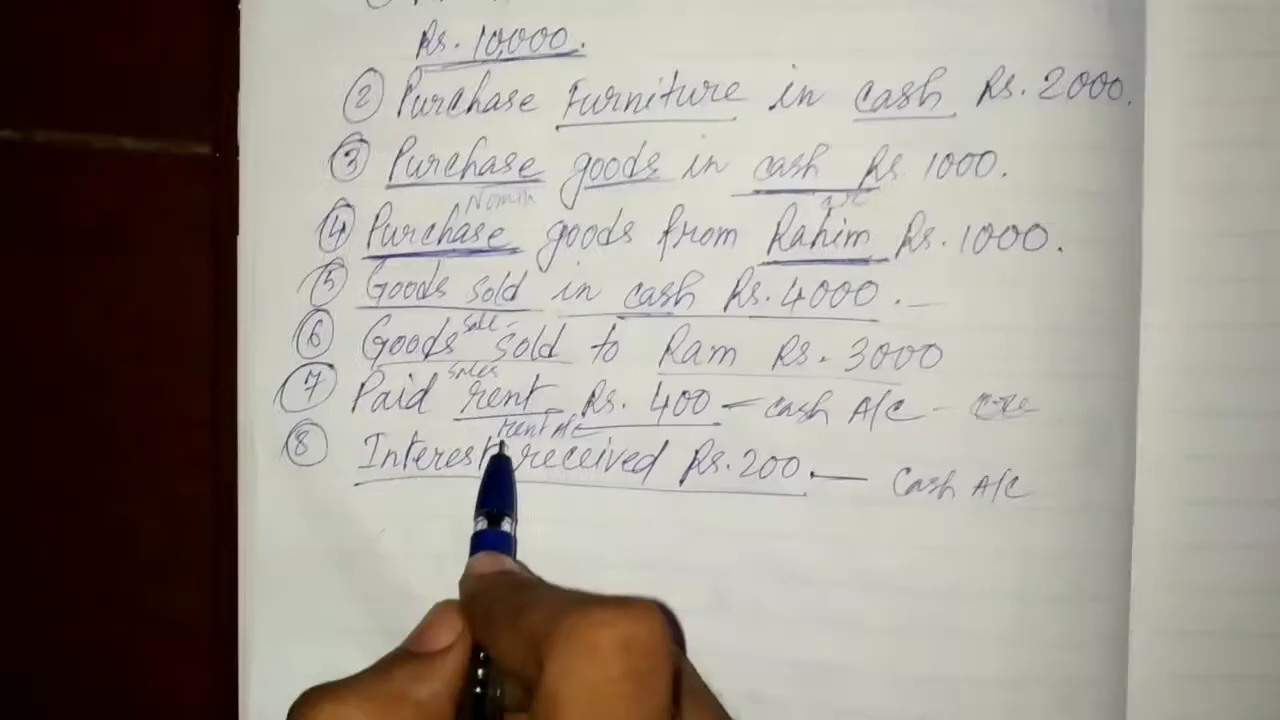 Rs. 10,000.
② Purchase Furniture in cash Rs. 2000.
③ Purchase goods in cash Rs 1000.
④ Purchase goods from Rahim Rs. 1000.
⑤ Goods sold in cash Rs. 4000.
sale
⑥ Goods sold to Ram Rs. 3000
sales
⑦ Paid rent Rs. 400 - cash A/C -
rent A/C
⑧ Interest received Rs. 200. - Cash A/C